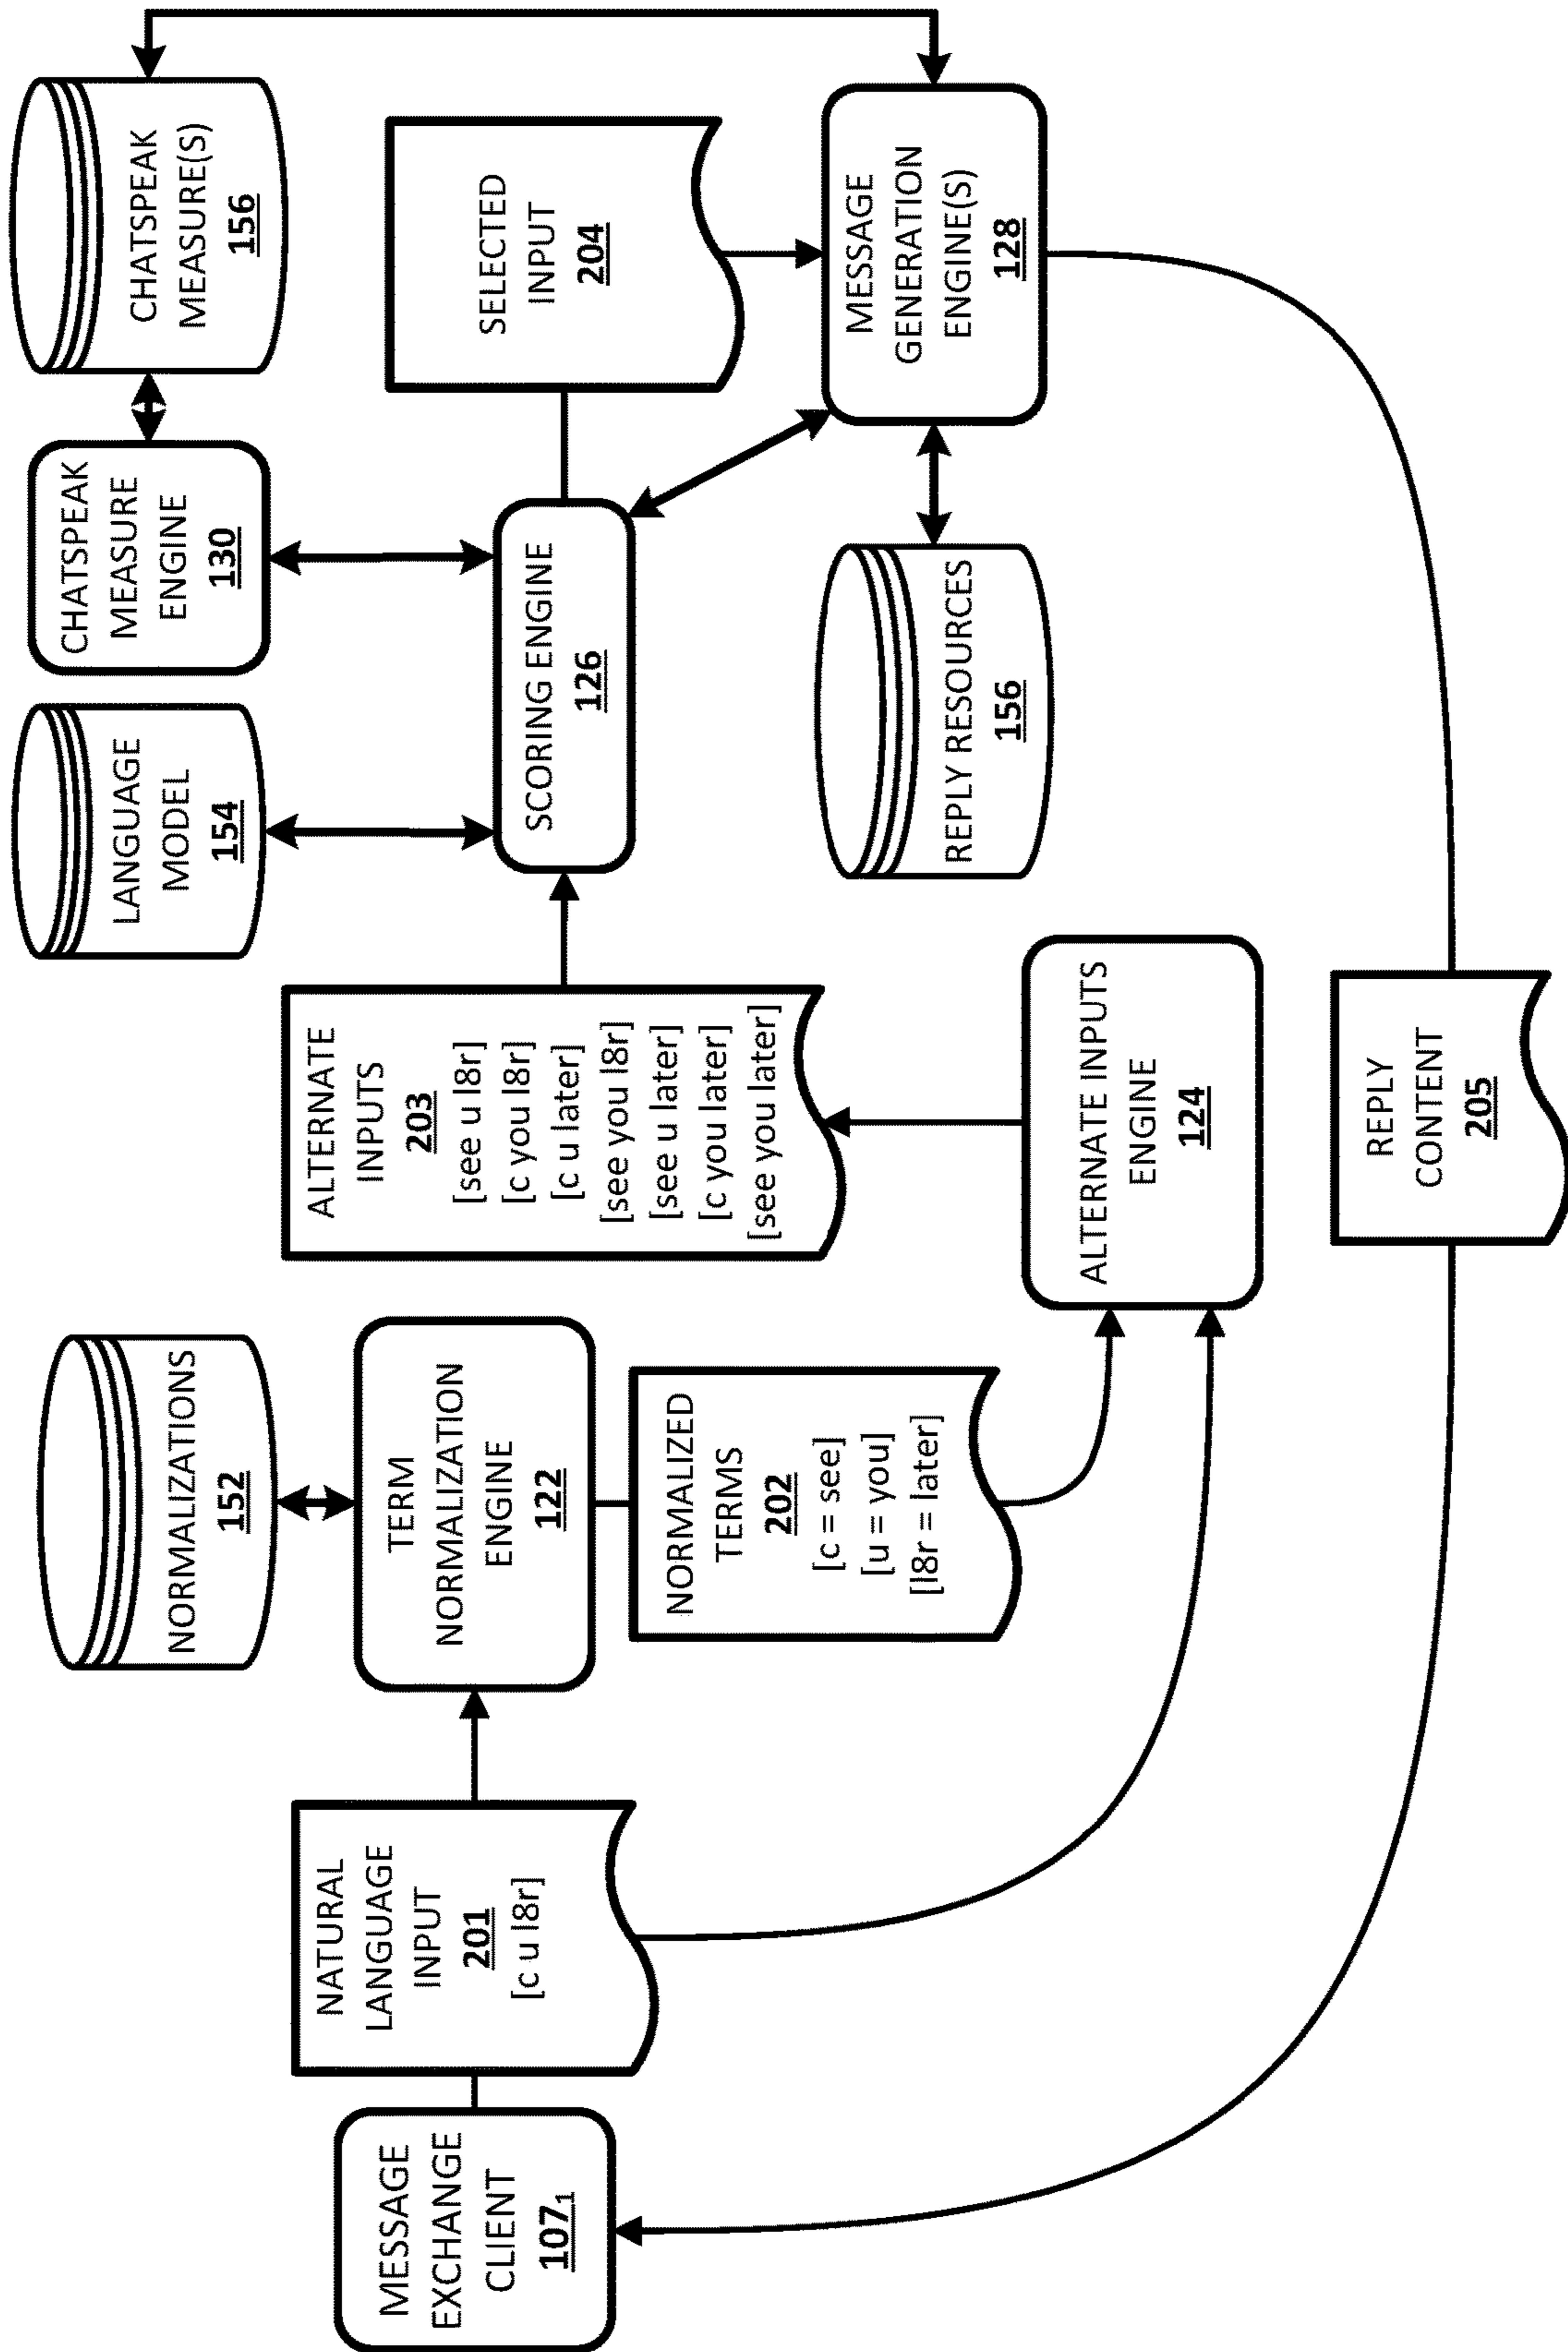 MESSAGE
EXCHANGE
CLIENT
107₁
NATURAL
LANGUAGE
INPUT
201
[c u l8r]
NORMALIZATIONS
152
TERM
NORMALIZATION
ENGINE
122
NORMALIZED
TERMS
202
[c = see]
[u = you]
[l8r = later]
ALTERNATE
INPUTS
203
[see u l8r]
[c you l8r]
[c u later]
[see you l8r]
[see u later]
[c you later]
[see you later]
ALTERNATE INPUTS
ENGINE
124
REPLY
CONTENT
205
LANGUAGE
MODEL
154
CHATSPEAK
MEASURE
ENGINE
130
CHATSPEAK
MEASURE(S)
156
SCORING ENGINE
126
SELECTED
INPUT
204
REPLY RESOURCES
156
MESSAGE
GENERATION
ENGINE(S)
128